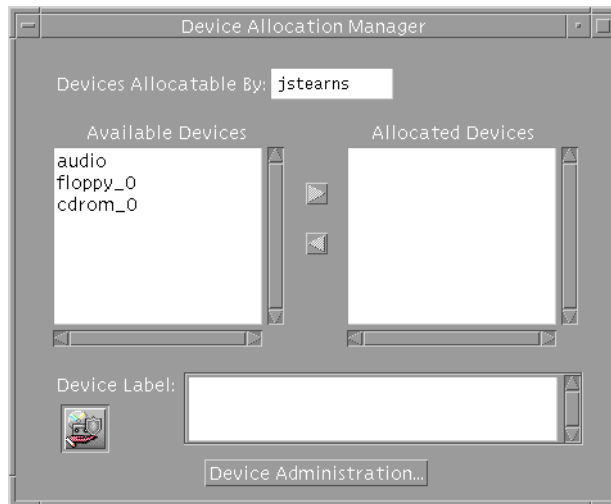 Device Allocation Manager
Devices Allocatable By: jstearns
Available Devices
Allocated Devices
audio
floppy_0
cdrom_0
Device Label:
Device Administration...